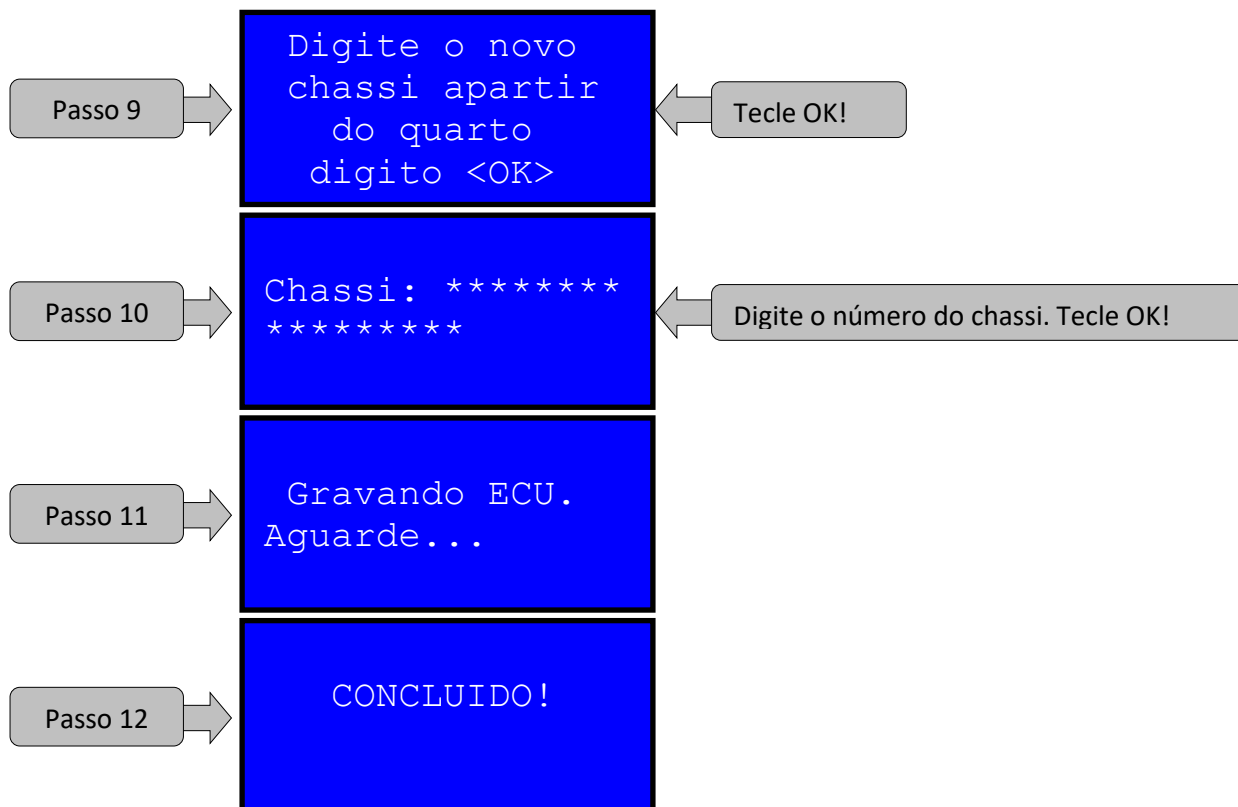 Passo 9
Digite o novo
chassi apartir
do quarto
digito <OK>
Tecle OK!
Passo 10
Chassi: ********
*********
Digite o número do chassi. Tecle OK!
Passo 11
Gravando ECU.
Aguarde...
Passo 12
CONCLUIDO!